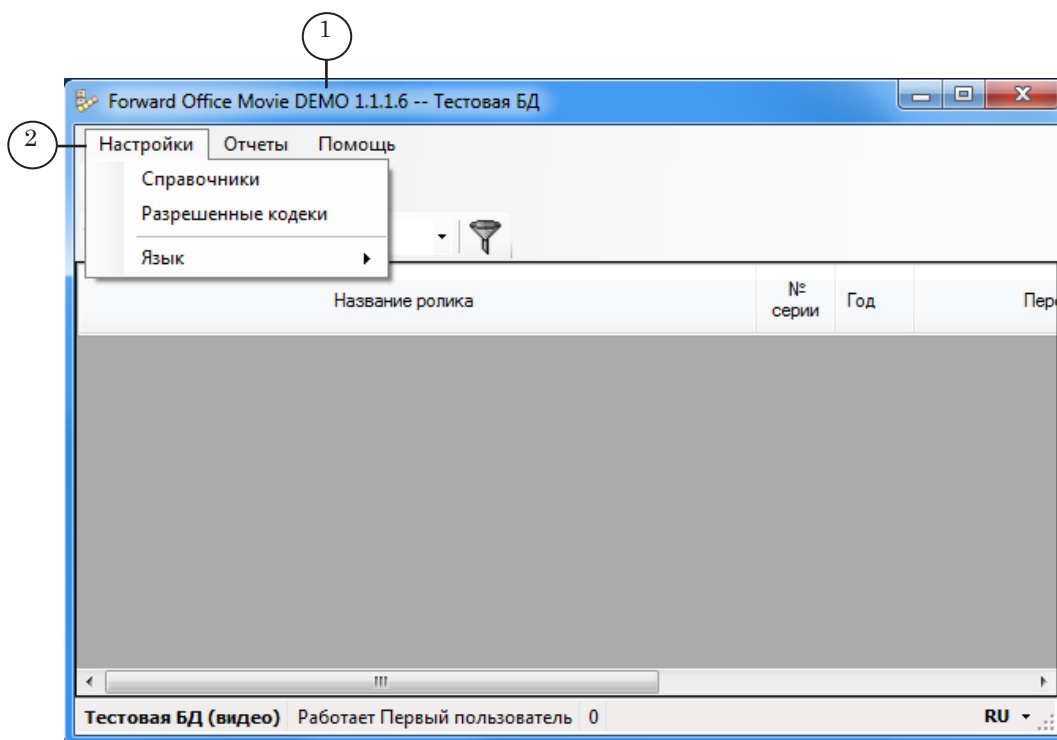 1
Forward Office Movie DEMO 1.1.1.6 -- Тестовая БД
2
Настройки Отчеты Помощь
Справочники
Разрешенные кодеки
Язык
Название ролика № серии Год Пер
Тестовая БД (видео) Работает Первый пользователь 0 RU